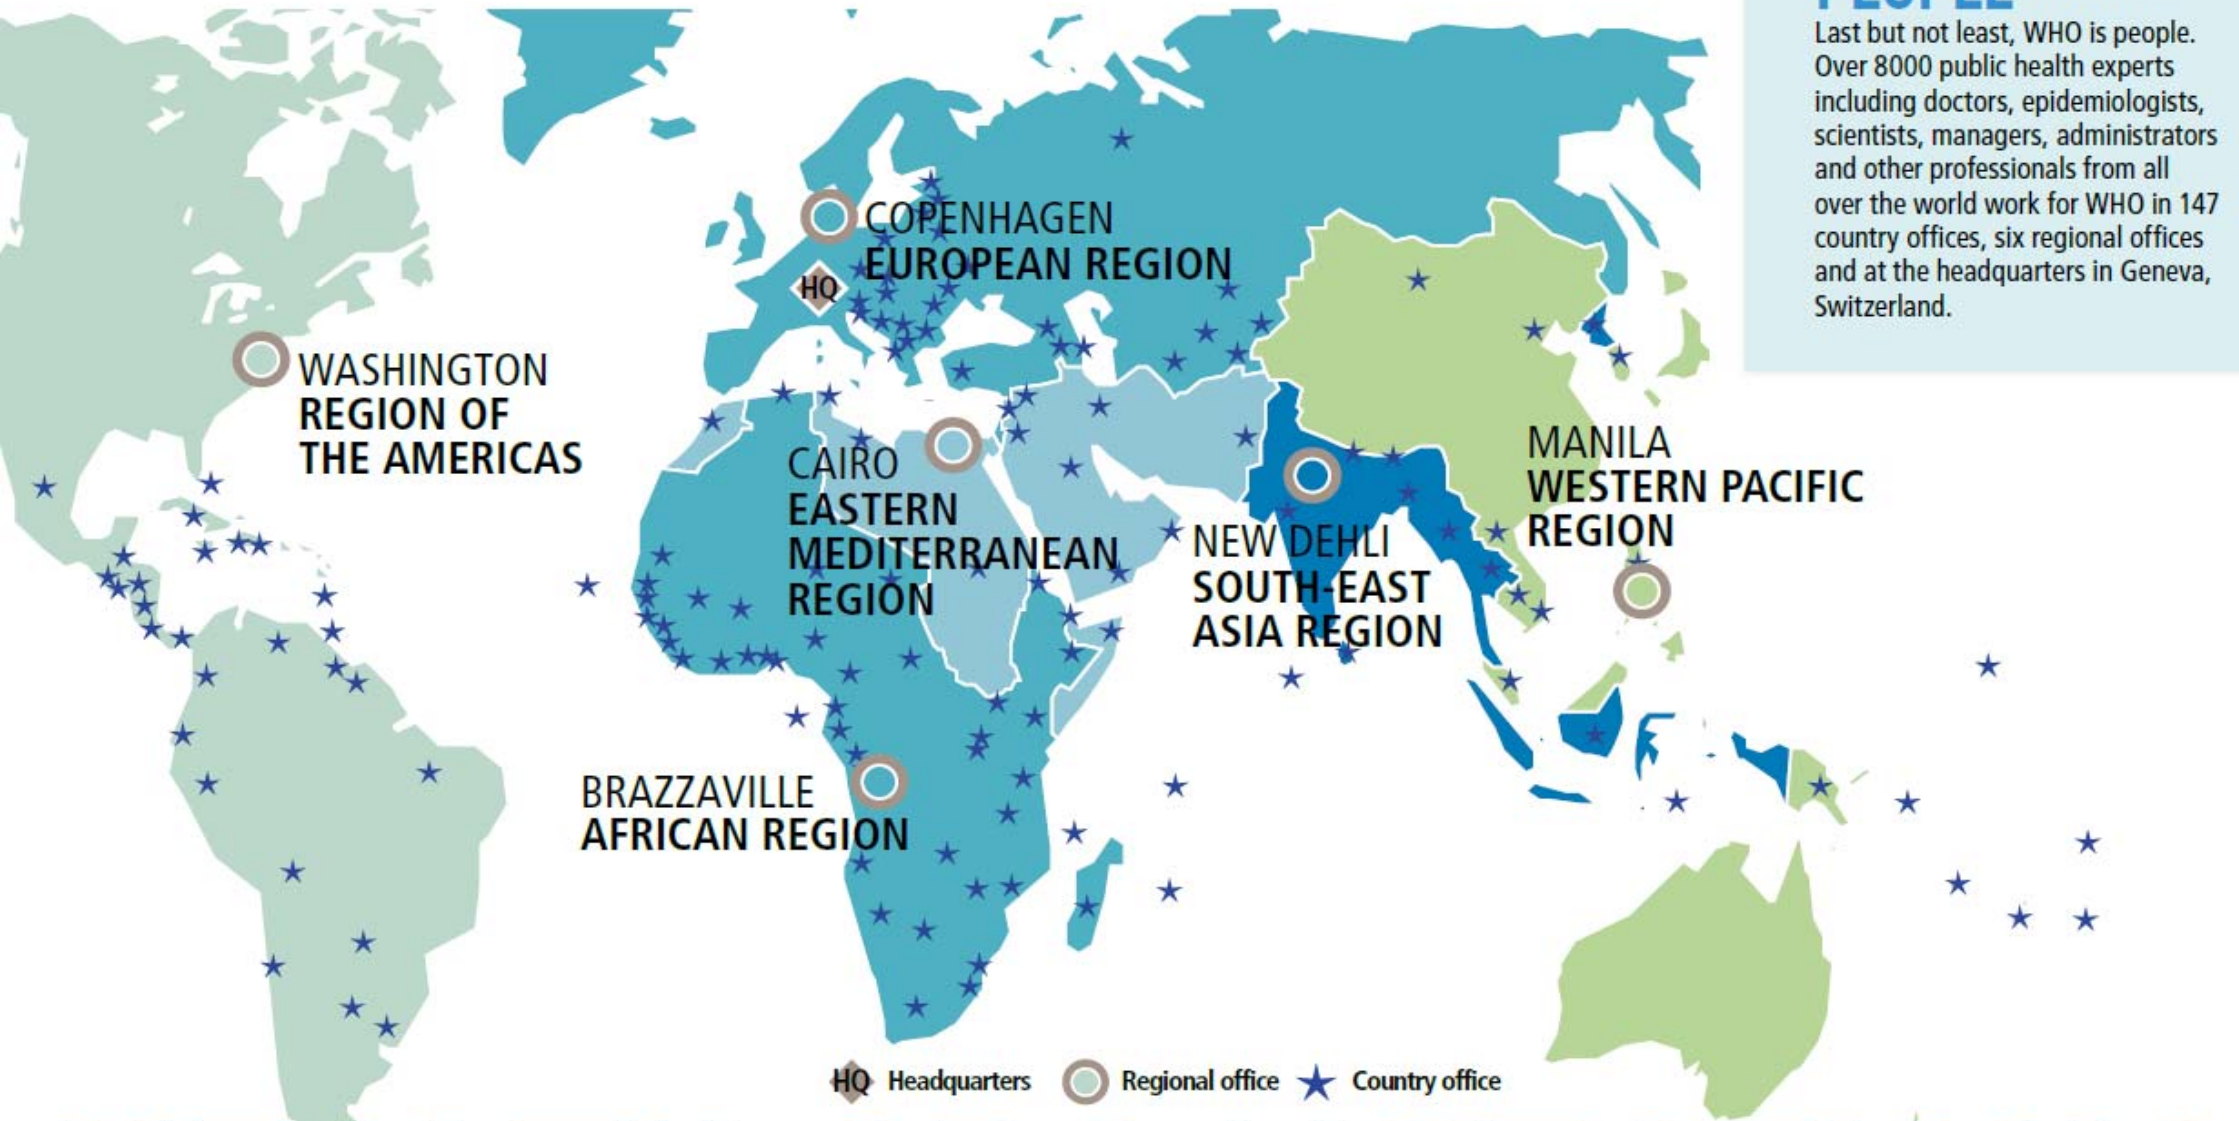 PEOPLE
Last but not least, WHO is people.
Over 8000 public health experts
including doctors, epidemiologists,
scientists, managers, administrators
and other professionals from all
over the world work for WHO in 147
country offices, six regional offices
and at the headquarters in Geneva,
Switzerland.
COPENHAGEN
EUROPEAN REGION
HQ
WASHINGTON
REGION OF
THE AMERICAS
CAIRO
EASTERN
MEDITERRANEAN
REGION
MANILA
WESTERN PACIFIC
REGION
NEW DEHLI
SOUTH-EAST
ASIA REGION
BRAZZAVILLE
AFRICAN REGION
HQ Headquarters Regional office Country office